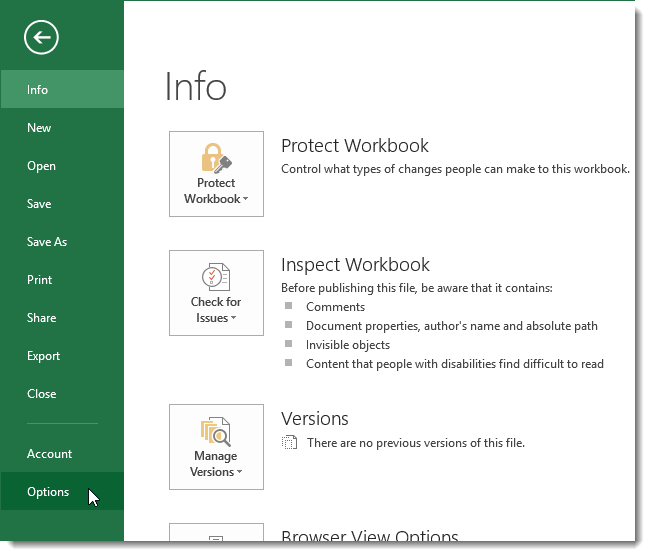 Info
New
Open
Save
Save As
Print
Share
Export
Close
Account
Options
Info
Protect
Workbook
Protect Workbook
Control what types of changes people can make to this workbook.
Check for
Issues
Inspect Workbook
Before publishing this file, be aware that it contains:
Comments
Document properties, author's name and absolute path
Invisible objects
Content that people with disabilities find difficult to read
Manage
Versions
Versions
There are no previous versions of this file.
Browser View Options